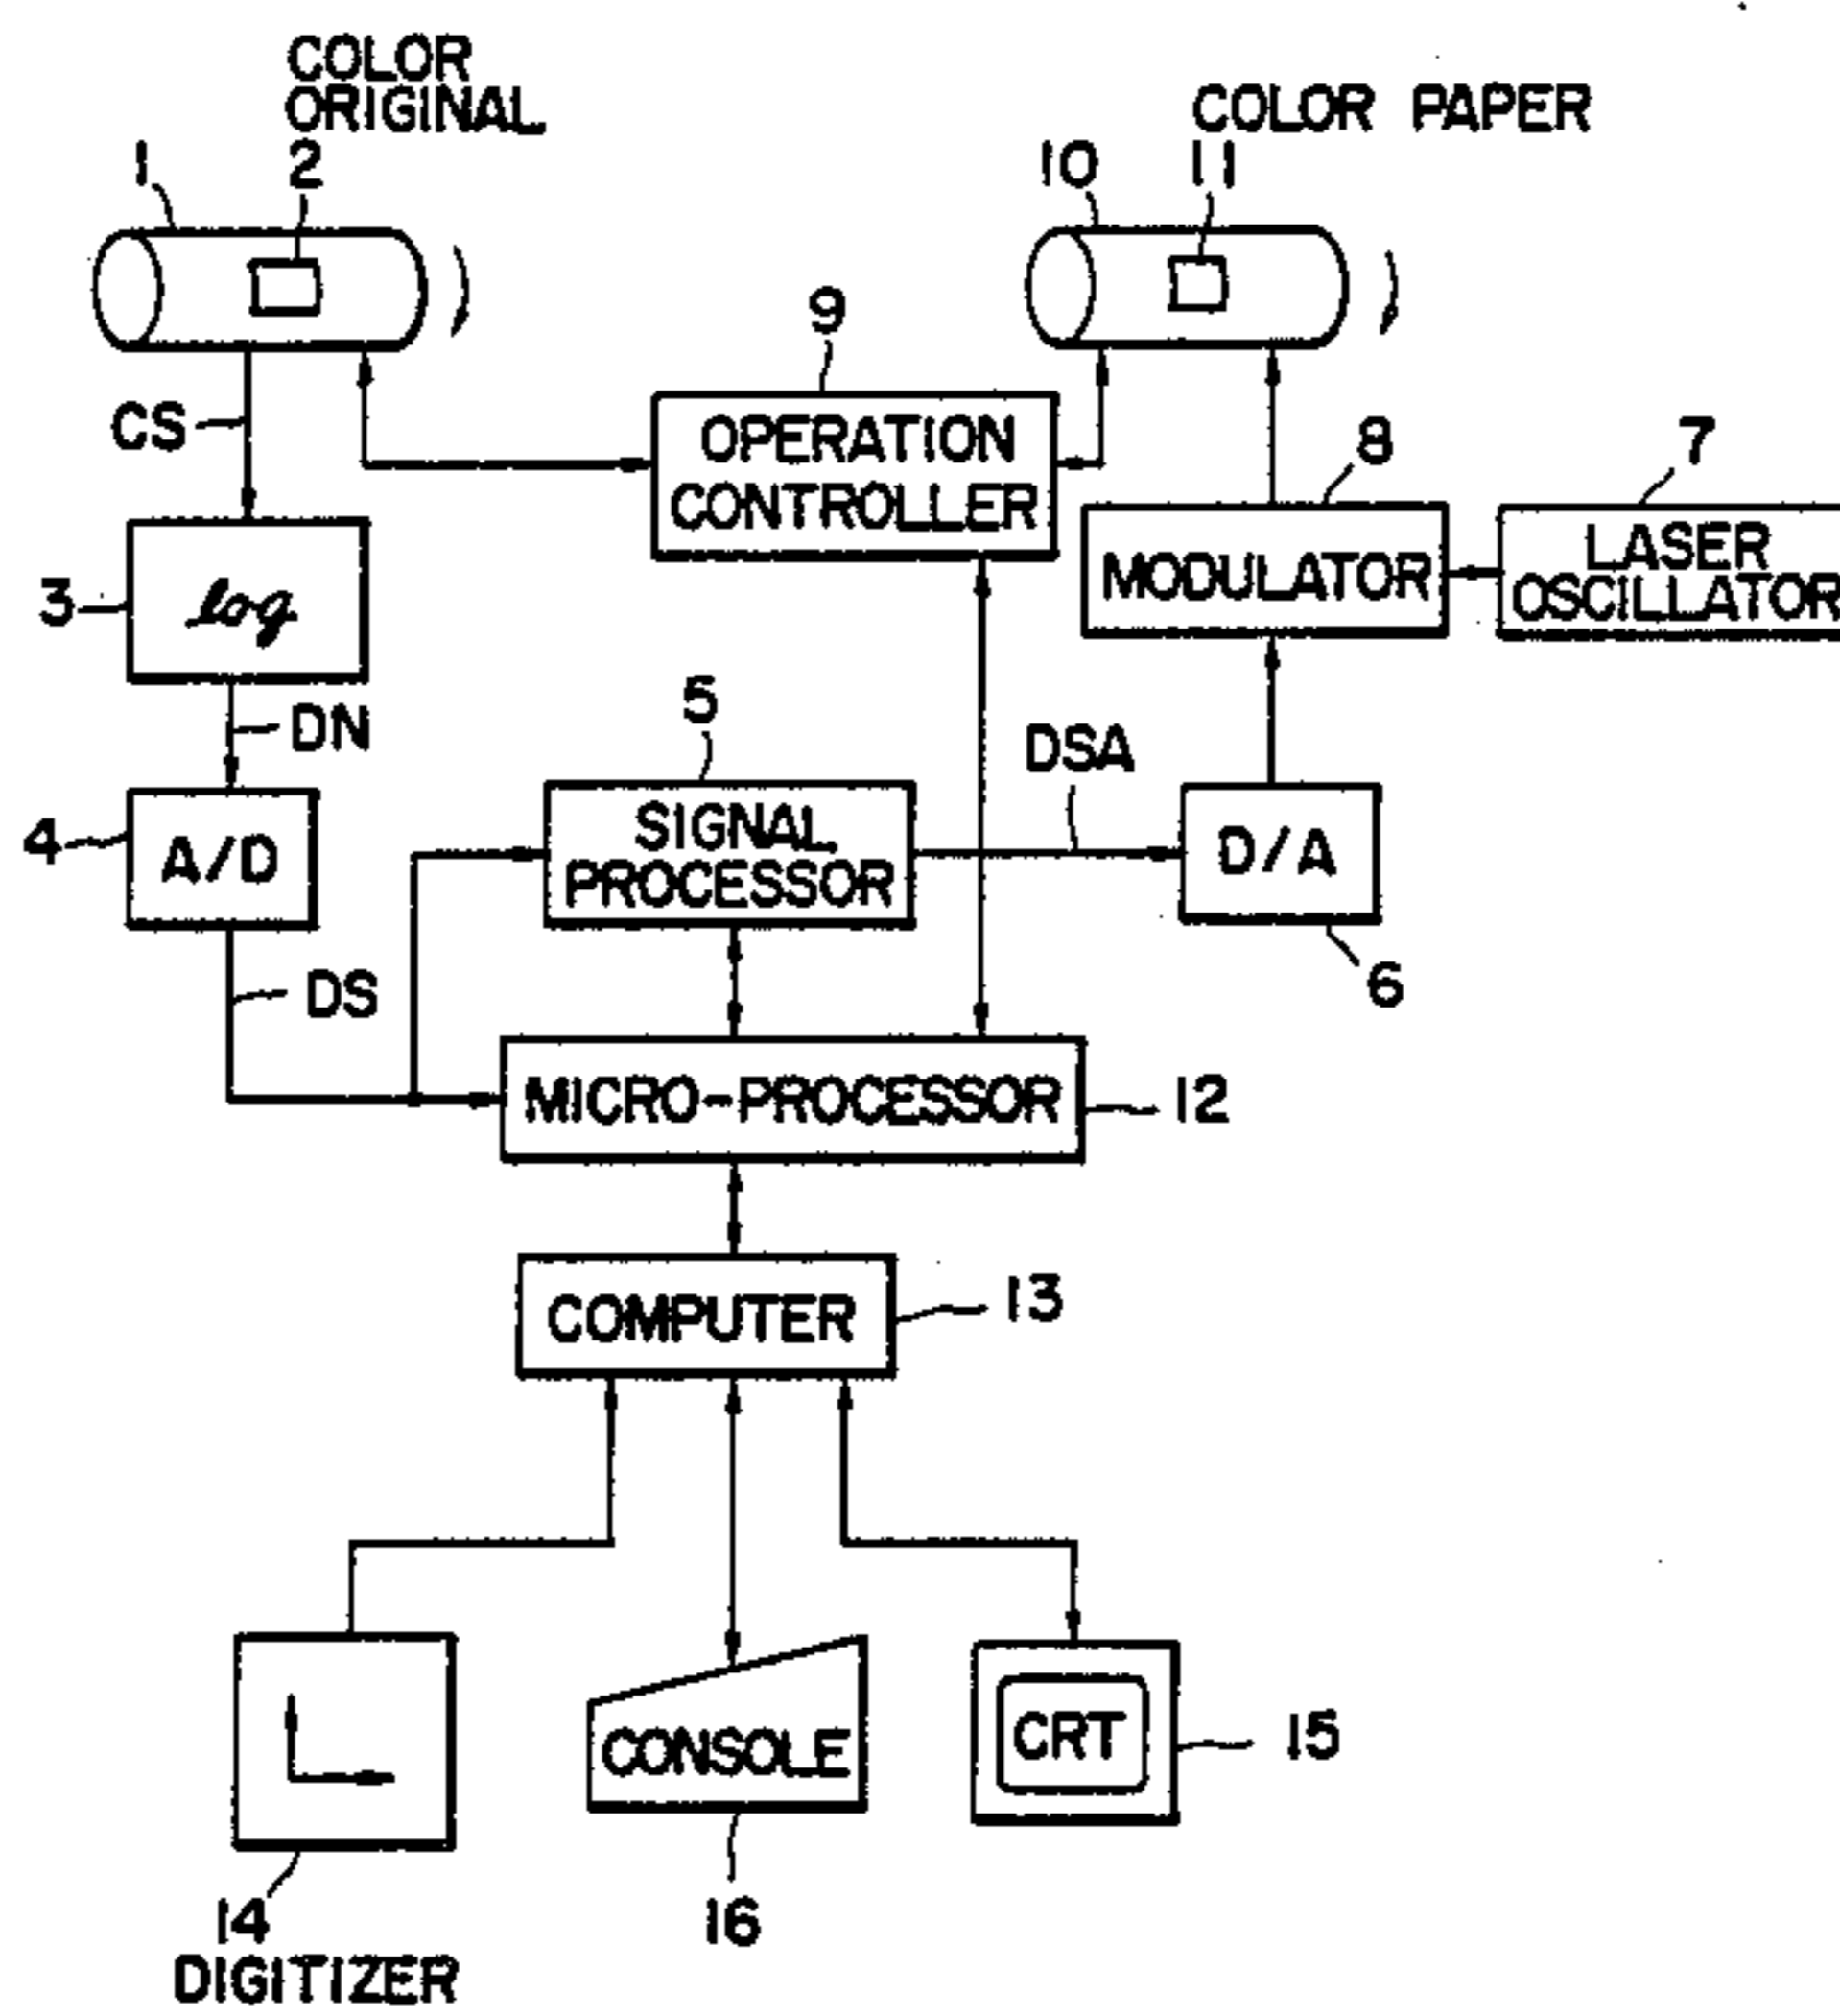 COLOR
ORIGINAL
1
2
COLOR PAPER
10
11
9
CS
OPERATION
CONTROLLER
8
7
LASER
OSCILLATOR
MODULATOR
3
log
DN
5
DSA
4
A/D
SIGNAL
PROCESSOR
D/A
DS
6
MICRO-PROCESSOR
12
COMPUTER
13
CONSOLE
CRT
15
14
DIGITIZER
16